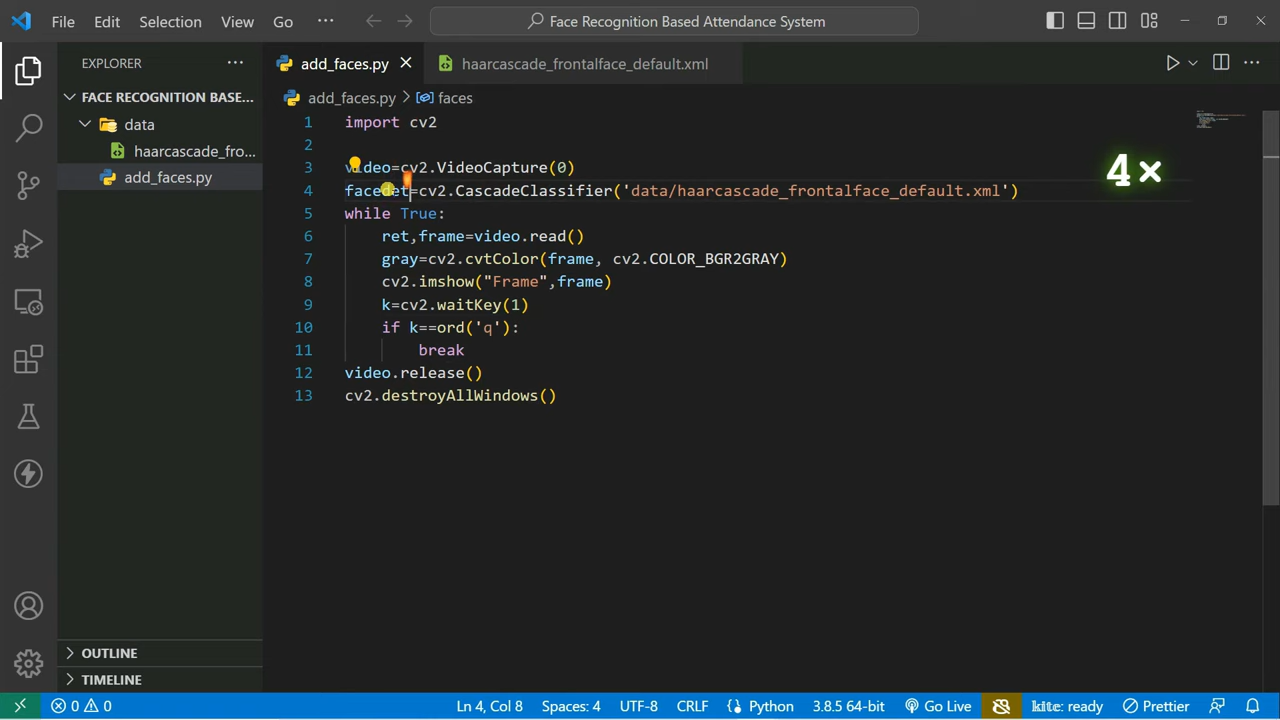 File Edit Selection View Go ··· Face Recognition Based Attendance System
EXPLORER ···
FACE RECOGNITION BASE...
data
haarcascade_fro...
add_faces.py
OUTLINE
TIMELINE
add_faces.py haarcascade_frontalface_default.xml
add_faces.py > faces
1 import cv2
2
3 video=cv2.VideoCapture(0)
4 facedet=cv2.CascadeClassifier('data/haarcascade_frontalface_default.xml')
5 while True:
6 ret,frame=video.read()
7 gray=cv2.cvtColor(frame, cv2.COLOR_BGR2GRAY)
8 cv2.imshow("Frame",frame)
9 k=cv2.waitKey(1)
10 if k==ord('q'):
11 break
12 video.release()
13 cv2.destroyAllWindows()
4×
0 0 Ln 4, Col 8 Spaces: 4 UTF-8 CRLF Python 3.8.5 64-bit Go Live kite: ready Prettier